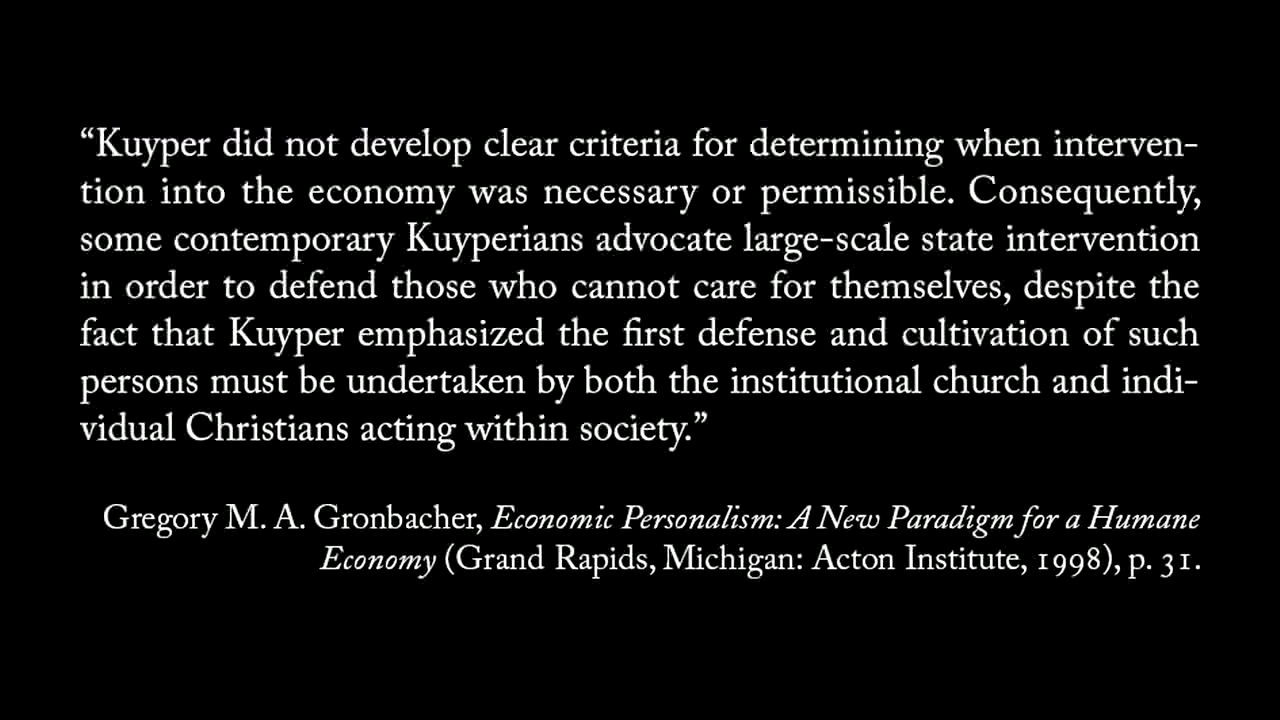 “Kuyper did not develop clear criteria for determining when interven-
tion into the economy was necessary or permissible. Consequently,
some contemporary Kuyperians advocate large-scale state intervention
in order to defend those who cannot care for themselves, despite the
fact that Kuyper emphasized the first defense and cultivation of such
persons must be undertaken by both the institutional church and indi-
vidual Christians acting within society.”
Gregory M. A. Gronbacher, Economic Personalism: A New Paradigm for a Humane
Economy (Grand Rapids, Michigan: Acton Institute, 1998), p. 31.